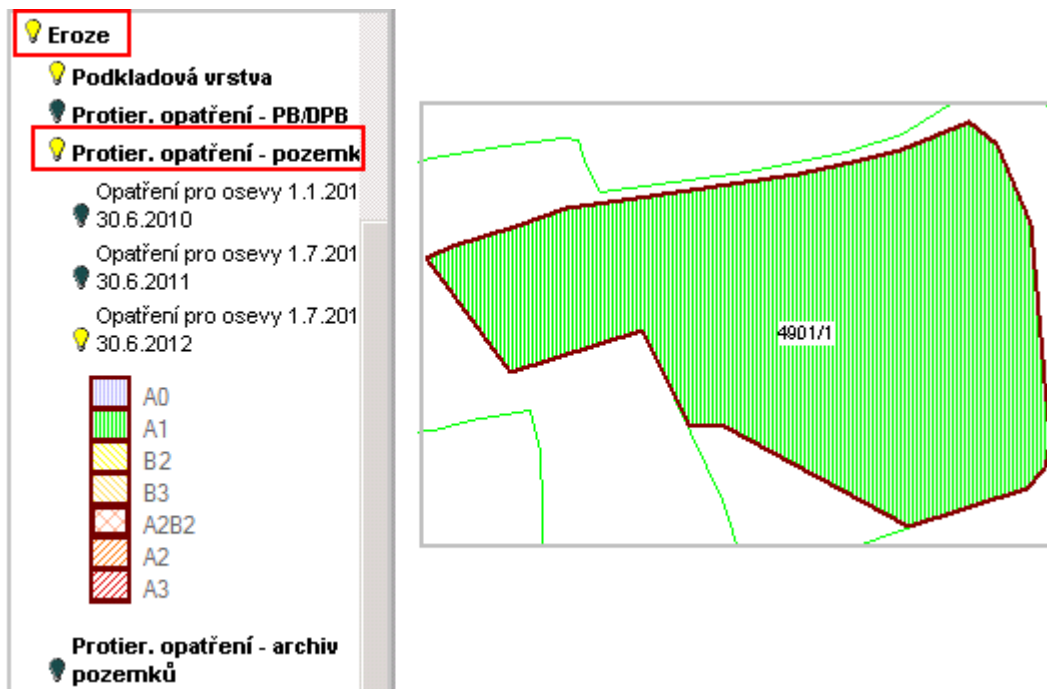 Eroze
Podkladová vrstva
Protier. opatření - PB/DPB
Protier. opatření - pozemk
Opatření pro osevy 1.1.201
30.6.2010
Opatření pro osevy 1.7.201
30.6.2011
Opatření pro osevy 1.7.201
30.6.2012
A0
A1
B2
B3
A2B2
A2
A3
Protier. opatření - archiv
pozemků
4901/1